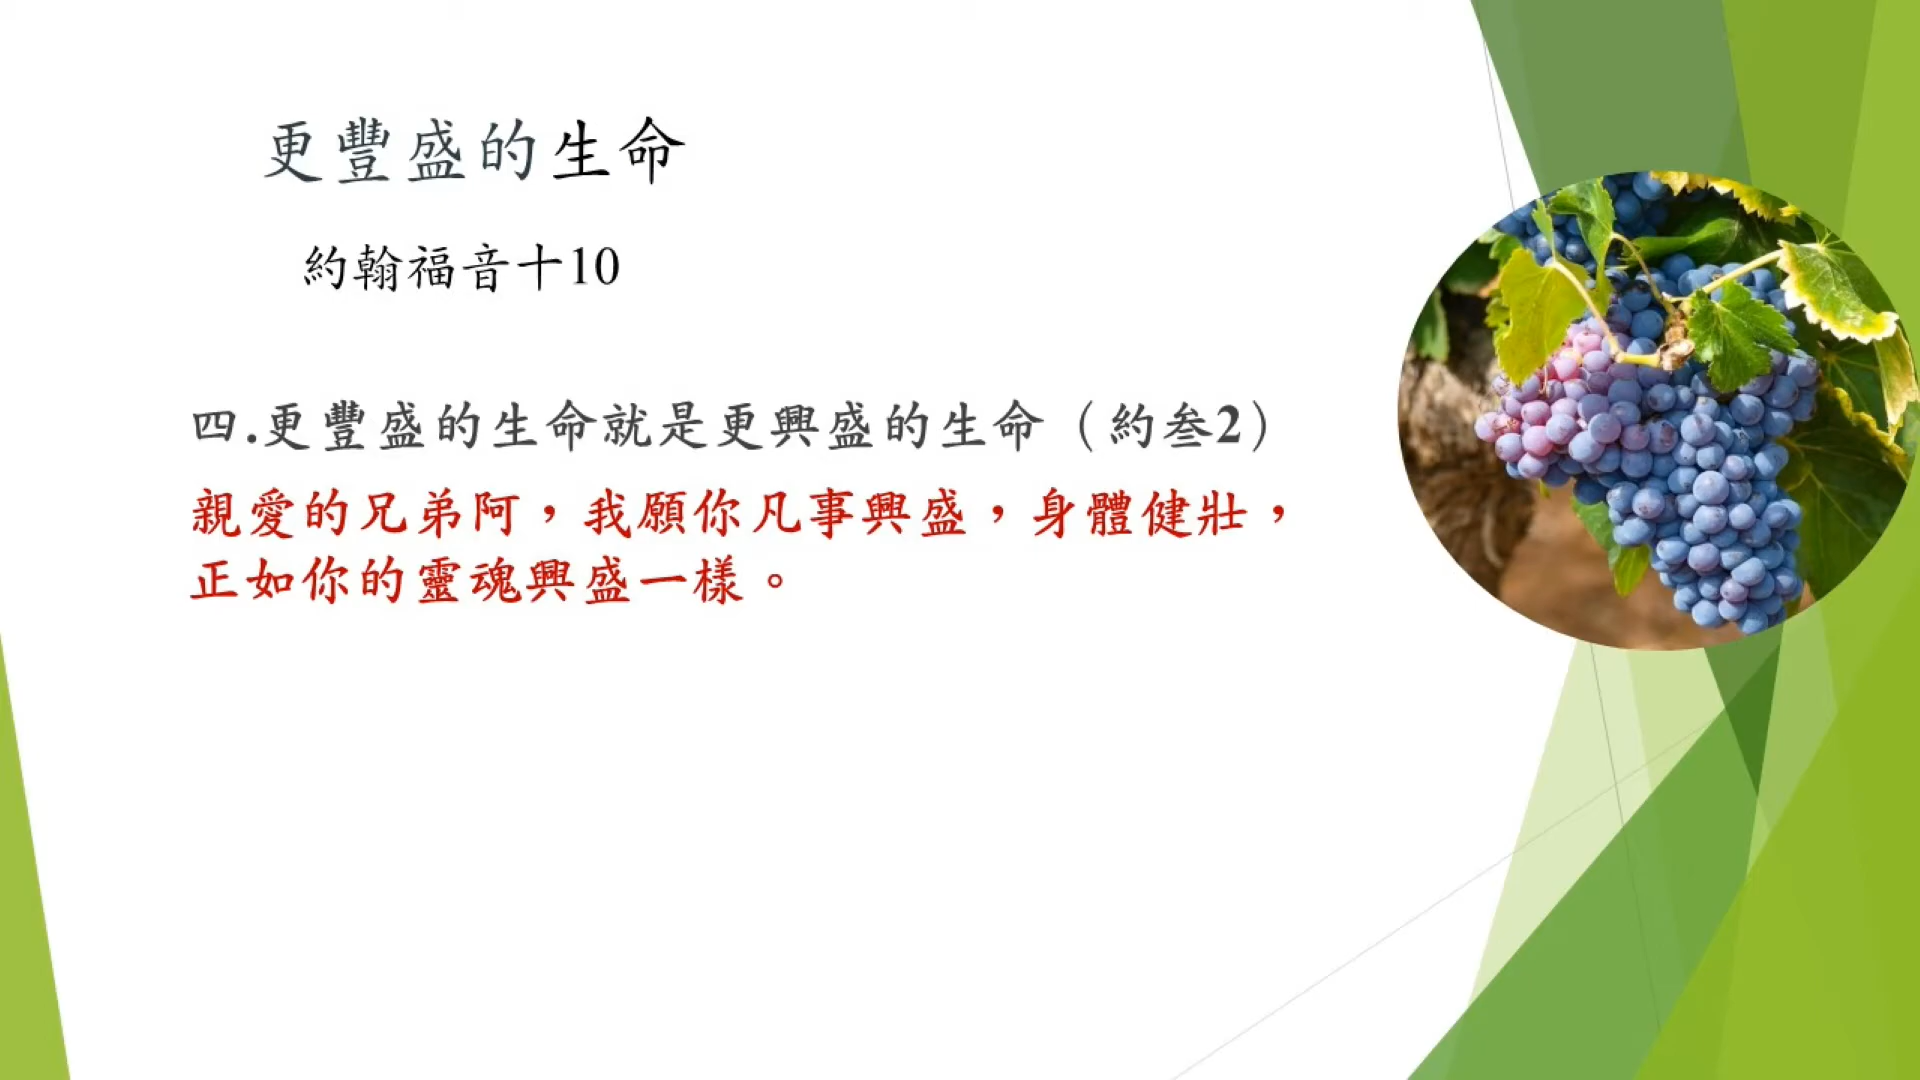 更豐盛的生命
約翰福音十10
四.更豐盛的生命就是更興盛的生命（約叁2）
親愛的兄弟阿，我願你凡事興盛，身體健壯，
正如你的靈魂興盛一樣。